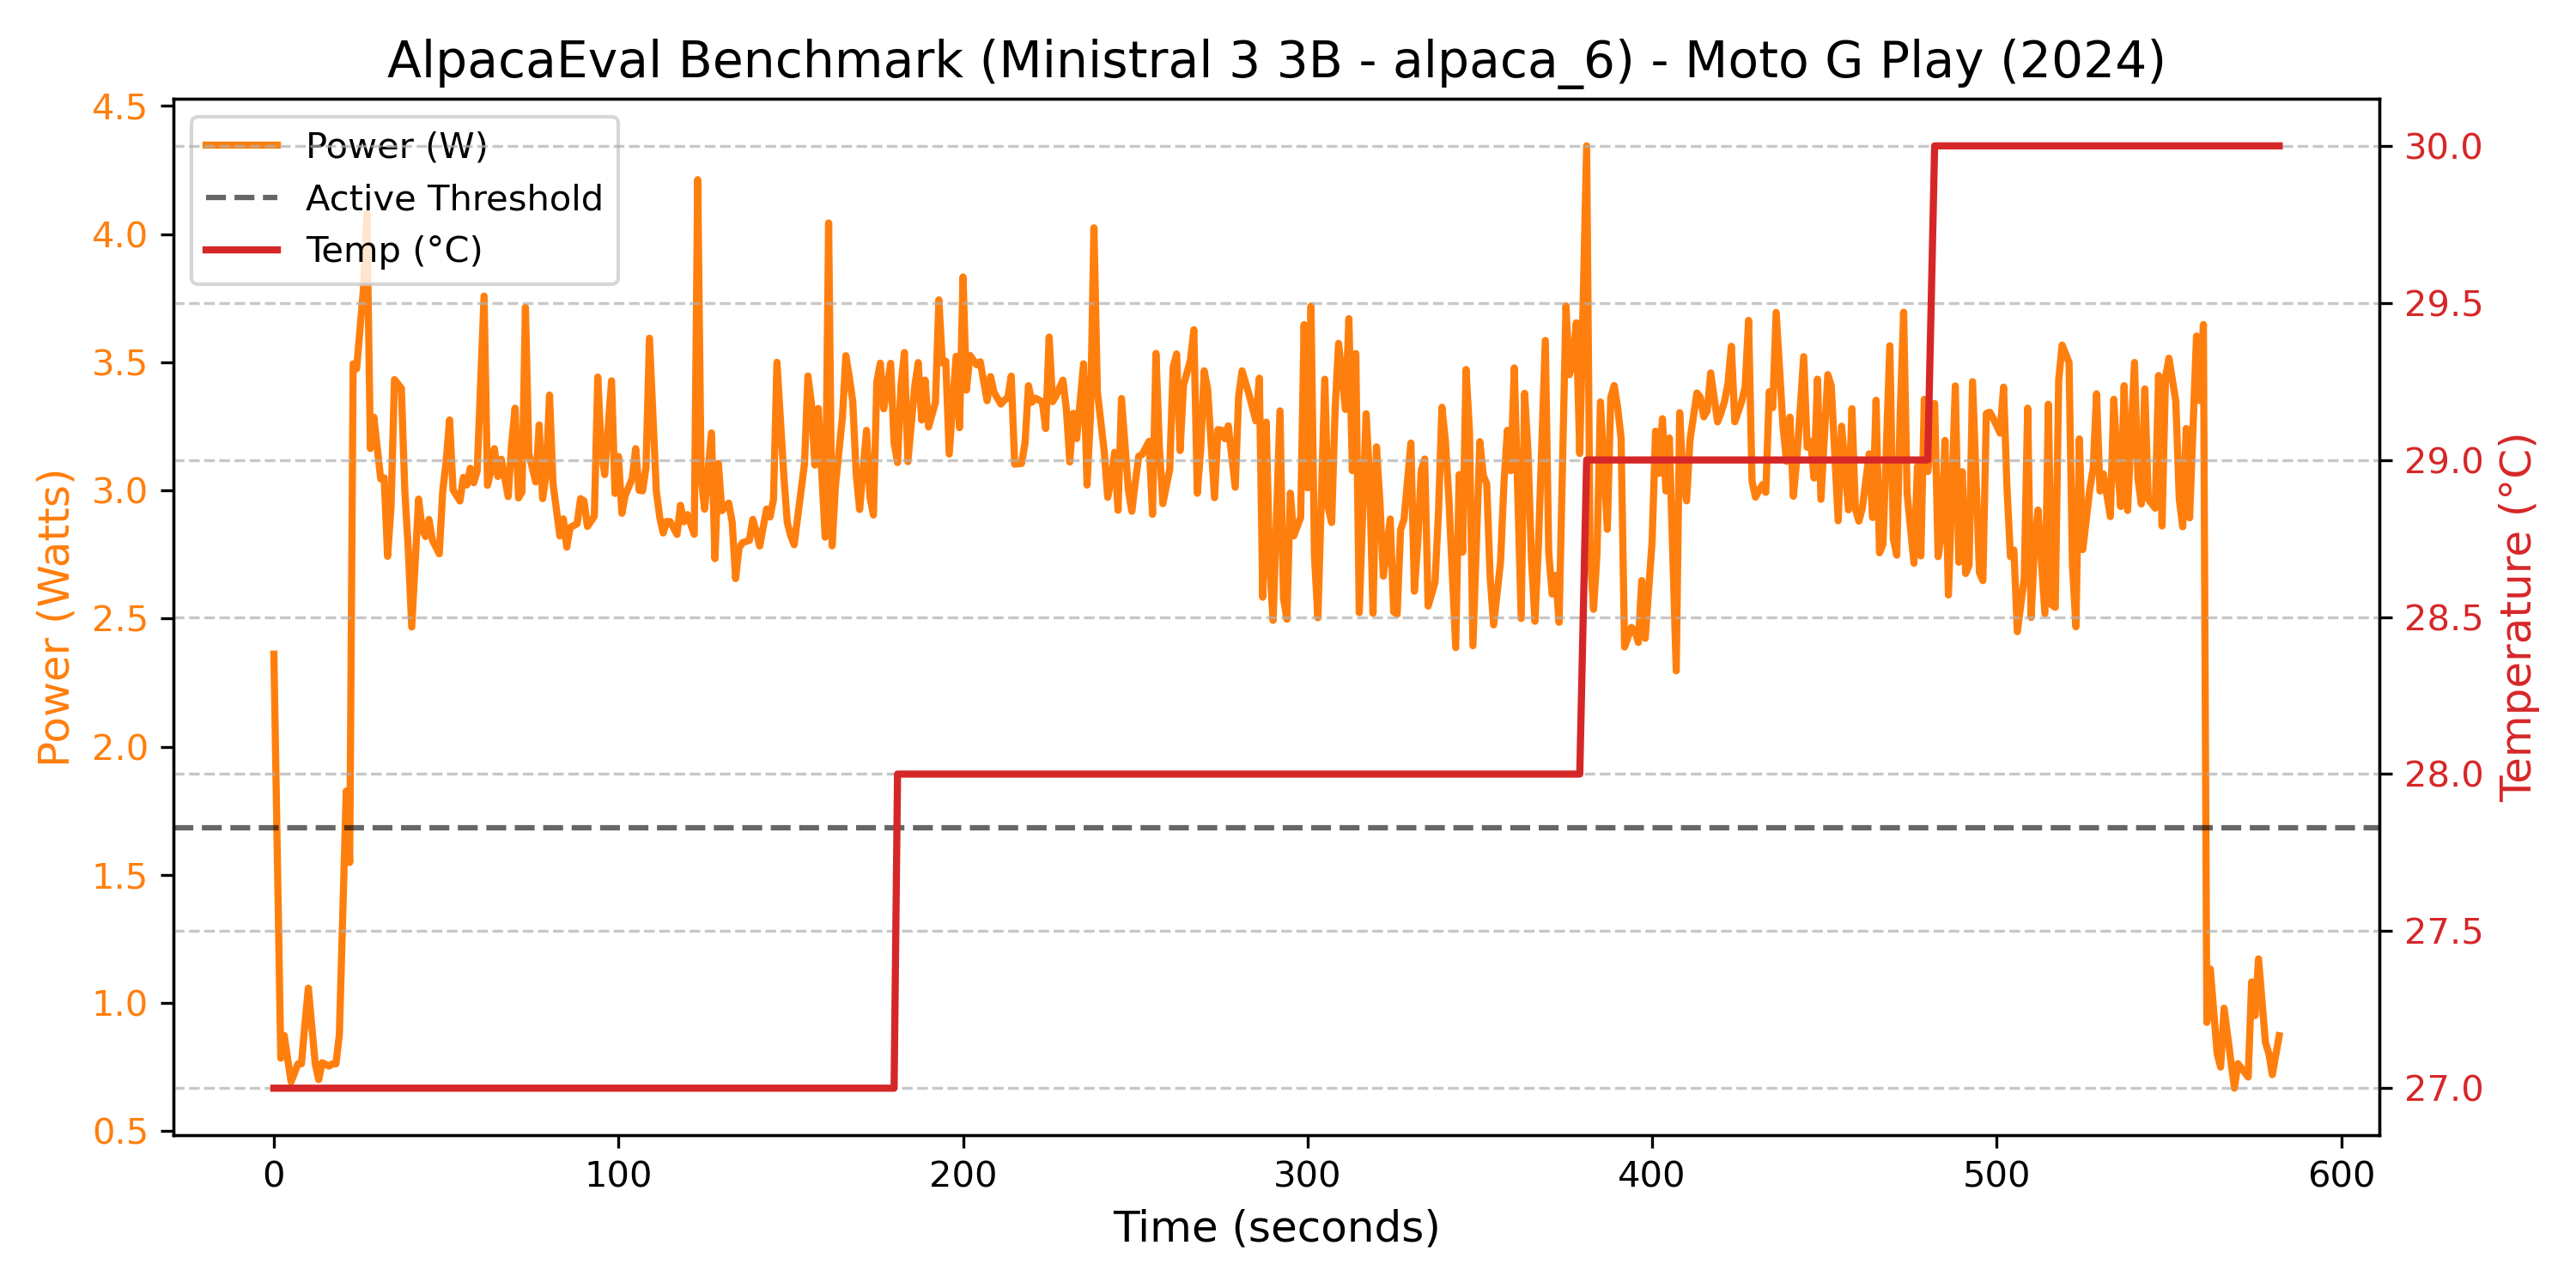 AlpacaEval Benchmark (Ministral 3 3B - alpaca_6) - Moto G Play (2024)
Power (W)
Active Threshold
Temp (°C)
Power (Watts)
4.5
4.0
3.5
3.0
2.5
2.0
1.5
1.0
0.5
30.0
29.5
29.0
28.5
28.0
27.5
27.0
Temperature (°C)
0 100 200 300 400 500 600
Time (seconds)